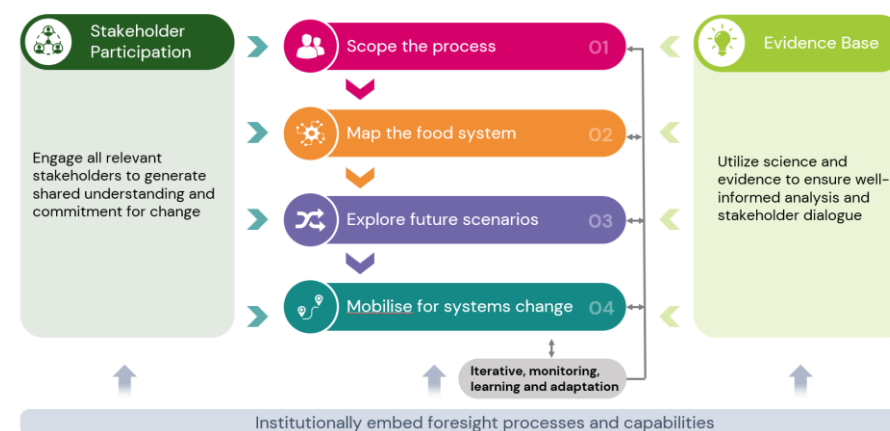 Stakeholder
Participation
Engage all relevant
stakeholders to generate
shared understanding and
commitment for change
Scope the process 01
Map the food system 02
Explore future scenarios 03
Mobilise for systems change 04
Iterative, monitoring,
learning and adaptation
Evidence Base
Utilize science and
evidence to ensure well-
informed analysis and
stakeholder dialogue
Institutionally embed foresight processes and capabilities